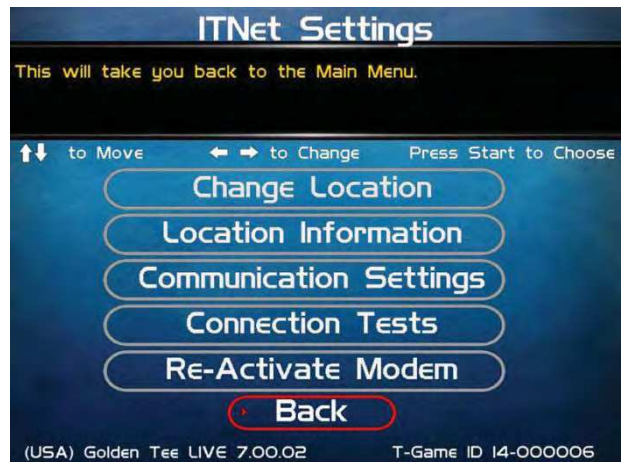 ITNet Settings
This will take you back to the Main Menu.
to Move to Change Press Start to Choose
Change Location
Location Information
Communication Settings
Connection Tests
Re-Activate Modem
Back
(USA) Golden Tee LIVE 7.00.02 T-Game ID 14-000006